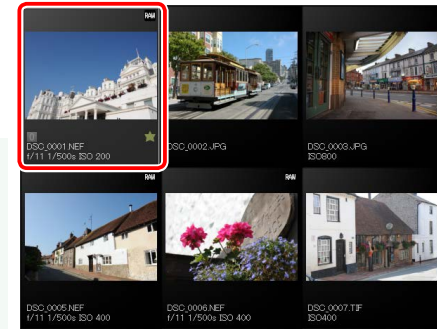 RAW
DSC_0001.NEF
f/11 1/500s ISO 200
DSC_0002.JPG
DSC_0003.JPG
ISO800
RAW
DSC_0005.NEF
f/11 1/500s ISO 400
RAW
DSC_0006.NEF
f/11 1/500s ISO 400
DSC_0007.TIF
ISO400